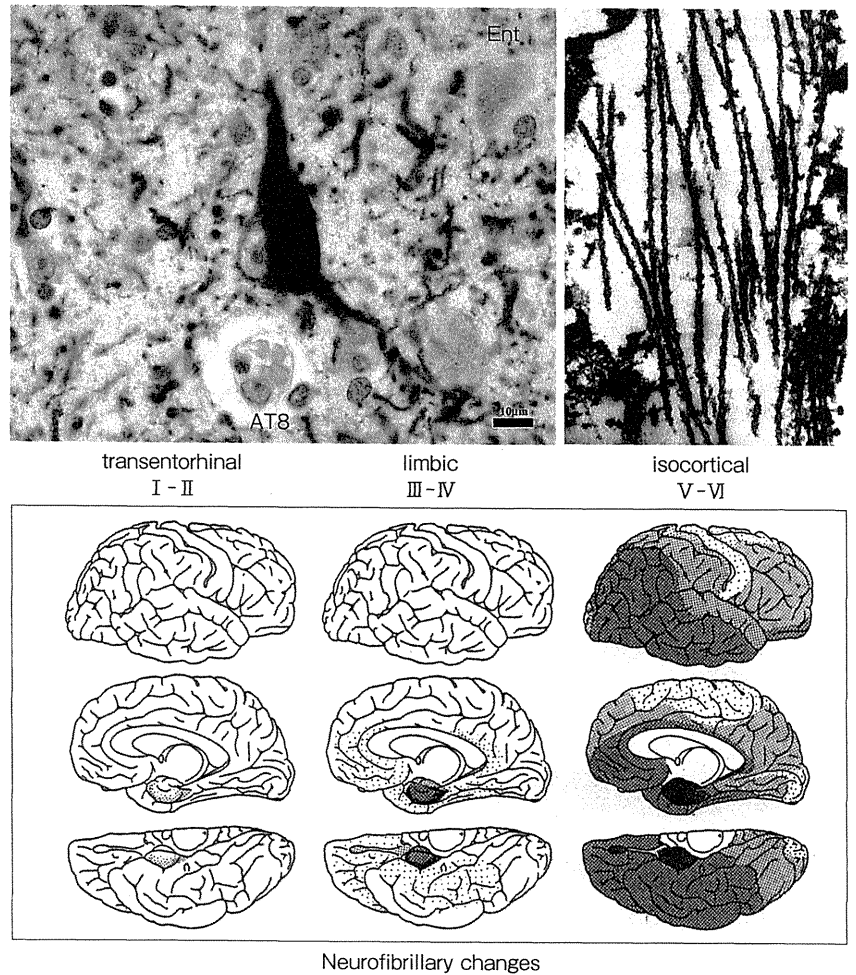 Ent
AT8
10μm
transentorhinal
I - II
limbic
III - IV
isocortical
V - VI
Neurofibrillary changes